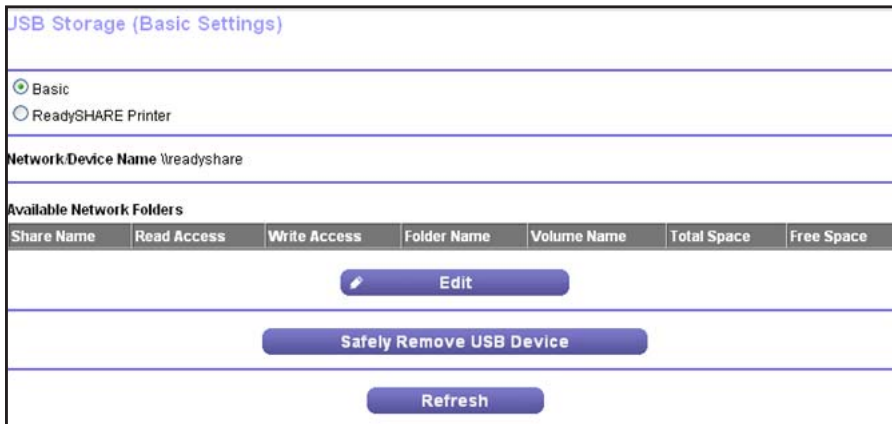 USB Storage (Basic Settings)
Basic
ReadySHARE Printer
Network/Device Name \\readyshare
Available Network Folders
Share Name Read Access Write Access Folder Name Volume Name Total Space Free Space
Edit
Safely Remove USB Device
Refresh